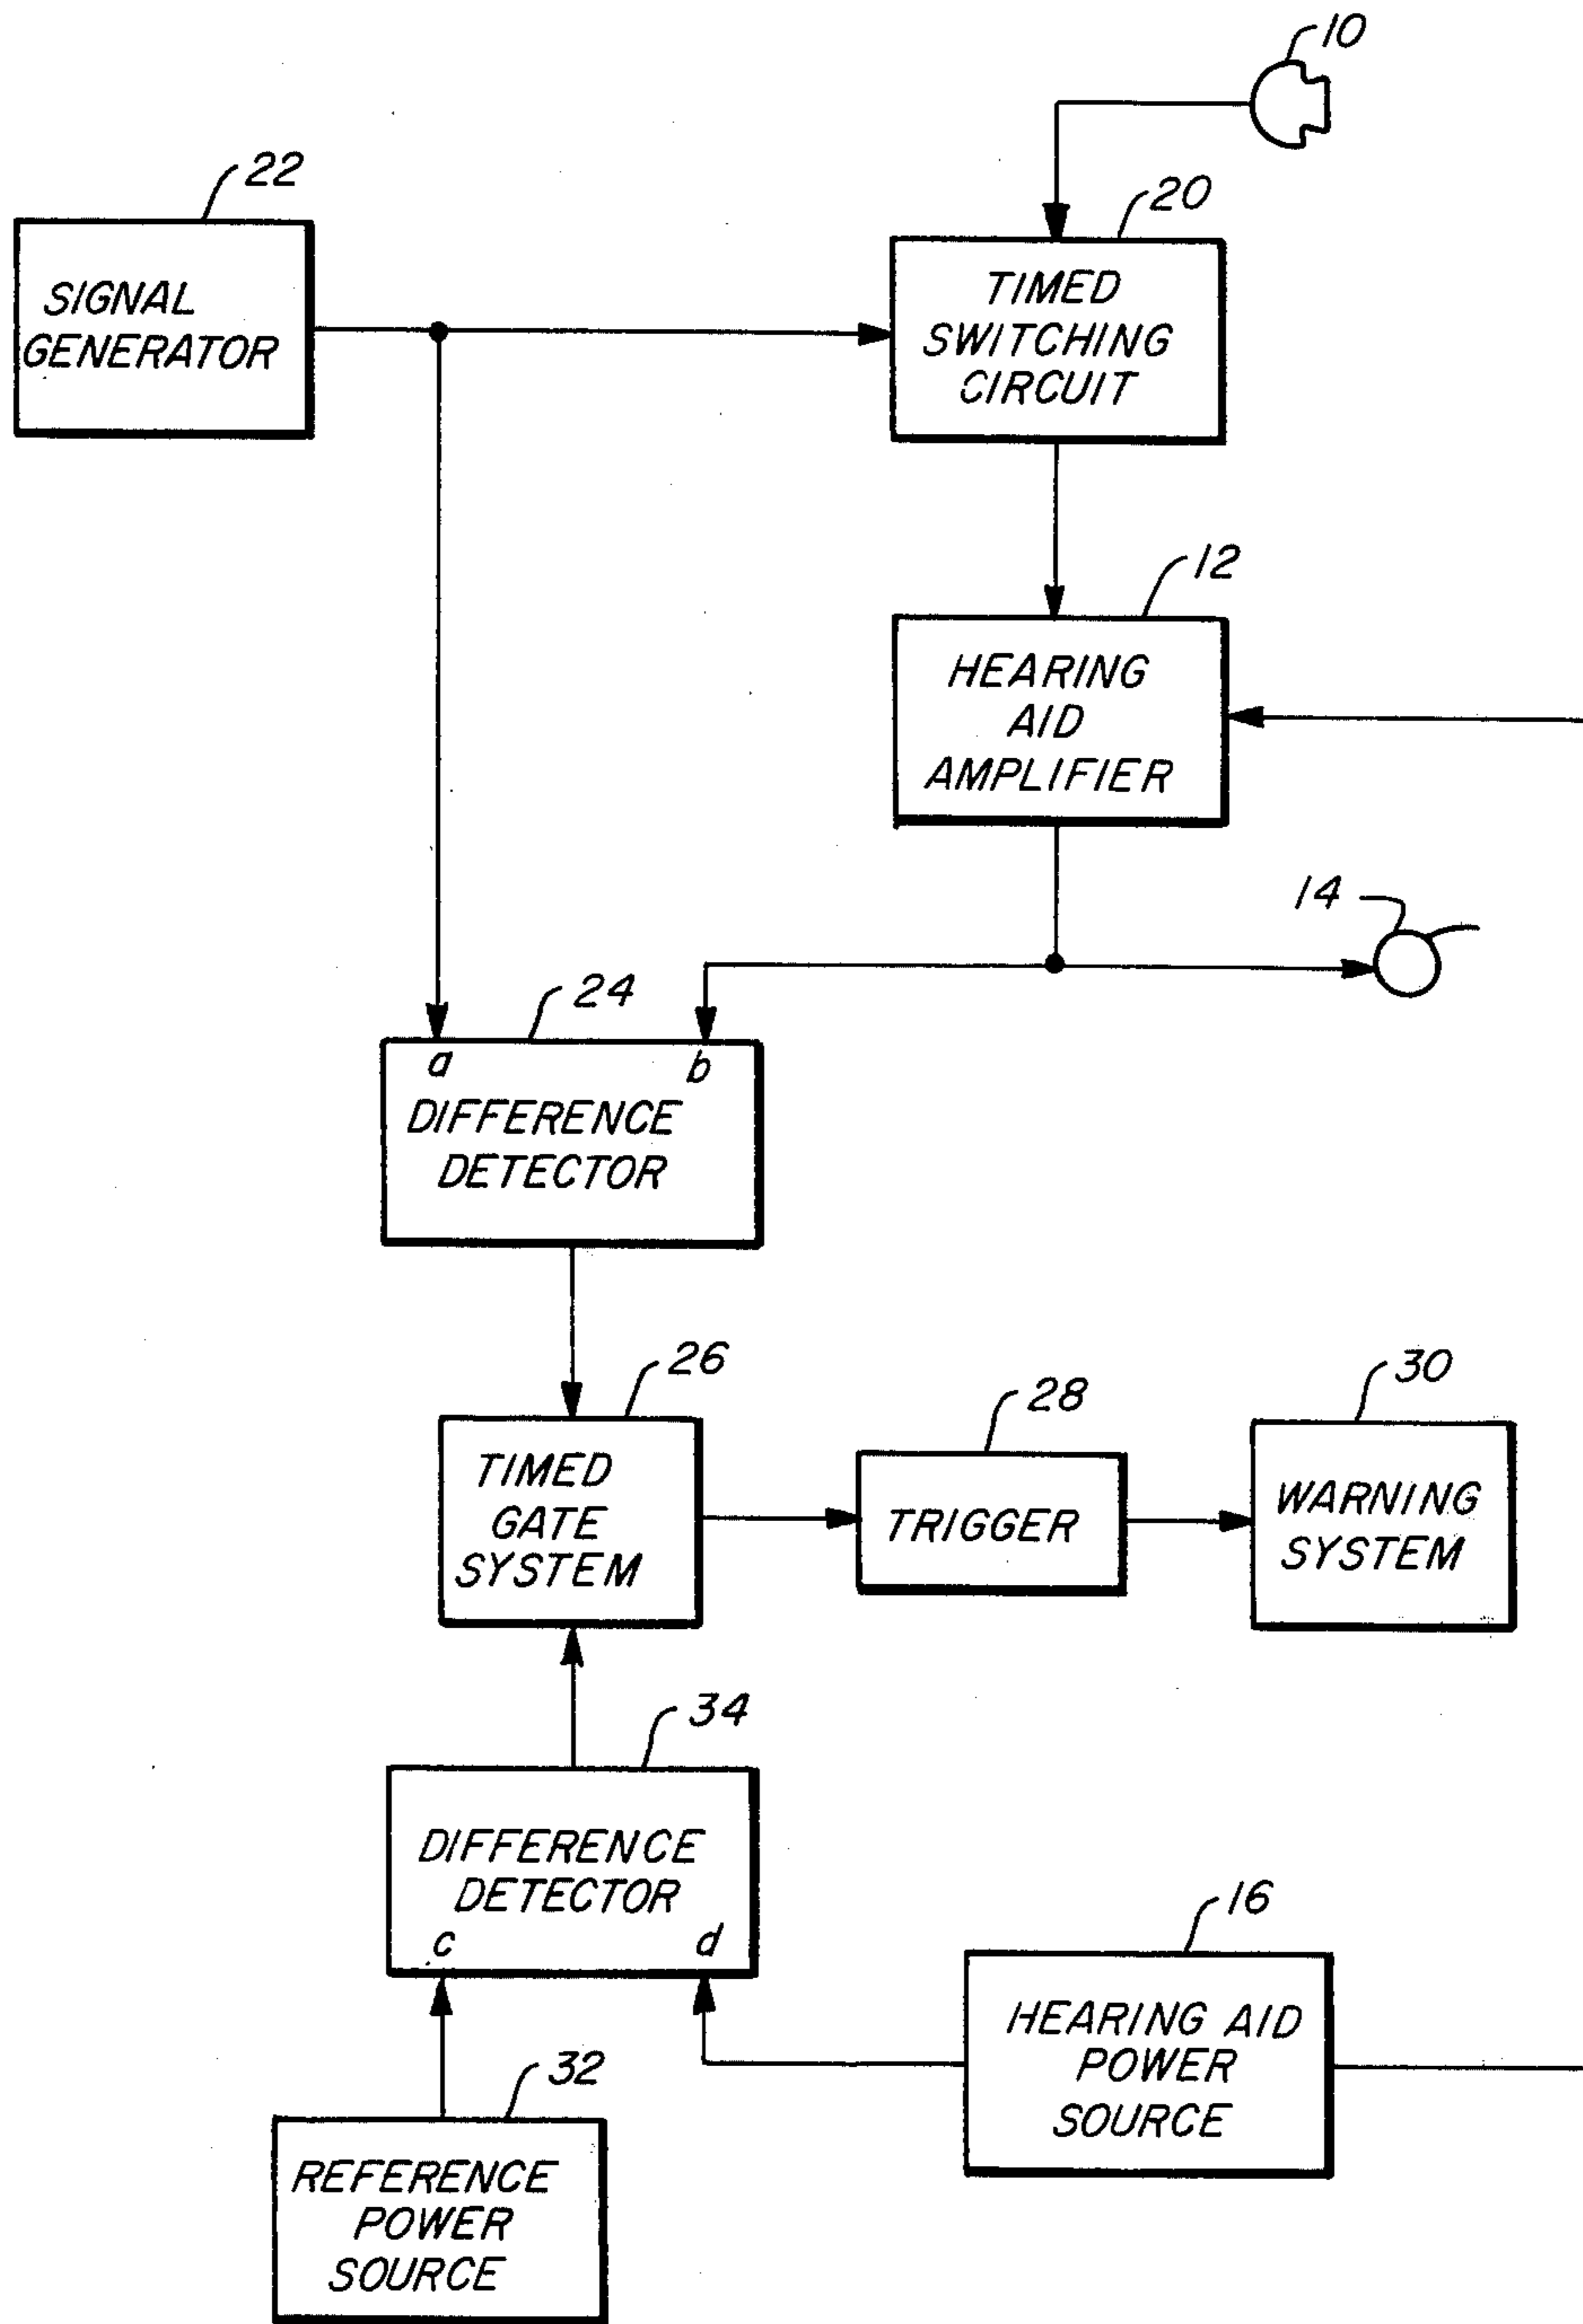 10
22
20
SIGNAL
GENERATOR
TIMED
SWITCHING
CIRCUIT
12
HEARING
AID
AMPLIFIER
14
24
a
b
DIFFERENCE
DETECTOR
26
28
30
TIMED
GATE
SYSTEM
TRIGGER
WARNING
SYSTEM
34
DIFFERENCE
DETECTOR
c
d
16
HEARING AID
POWER
SOURCE
32
REFERENCE
POWER
SOURCE